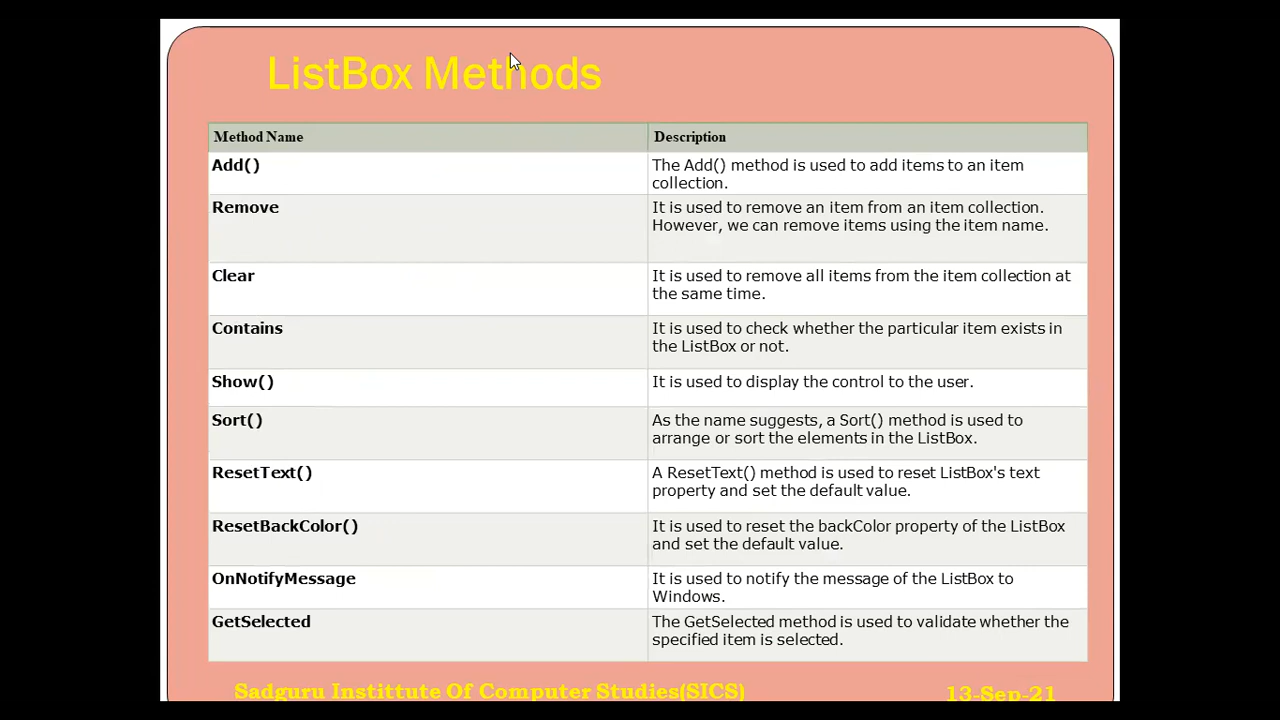 ListBox Methods
Method Name
Description
Add()
The Add() method is used to add items to an item
collection.
Remove
It is used to remove an item from an item collection.
However, we can remove items using the item name.
Clear
It is used to remove all items from the item collection at
the same time.
Contains
It is used to check whether the particular item exists in
the ListBox or not.
Show()
It is used to display the control to the user.
Sort()
As the name suggests, a Sort() method is used to
arrange or sort the elements in the ListBox.
ResetText()
A ResetText() method is used to reset ListBox's text
property and set the default value.
ResetBackColor()
It is used to reset the backColor property of the ListBox
and set the default value.
OnNotifyMessage
It is used to notify the message of the ListBox to
Windows.
GetSelected
The GetSelected method is used to validate whether the
specified item is selected.
Sadguru Instittute Of Computer Studies(SICS)
13-Sep-21